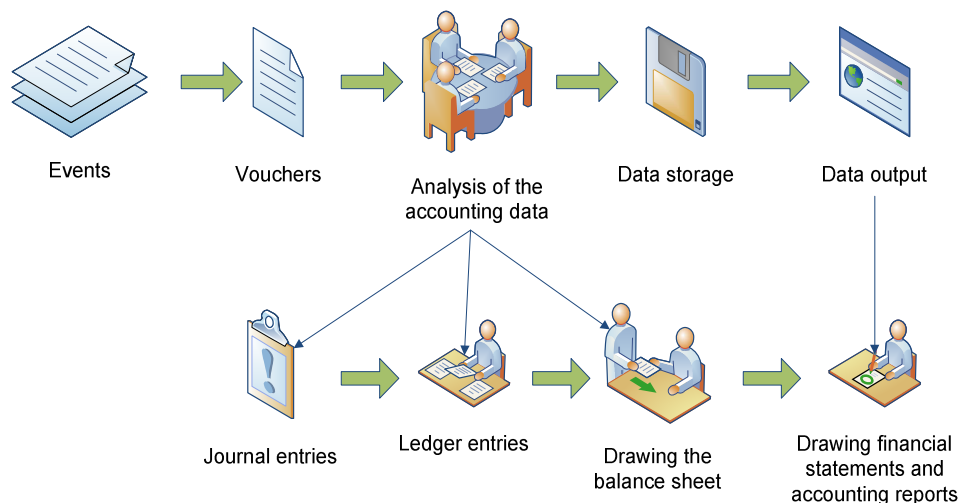 Events
Vouchers
Analysis of the
accounting data
Data storage
Data output
Journal entries
Ledger entries
Drawing the
balance sheet
Drawing financial
statements and
accounting reports